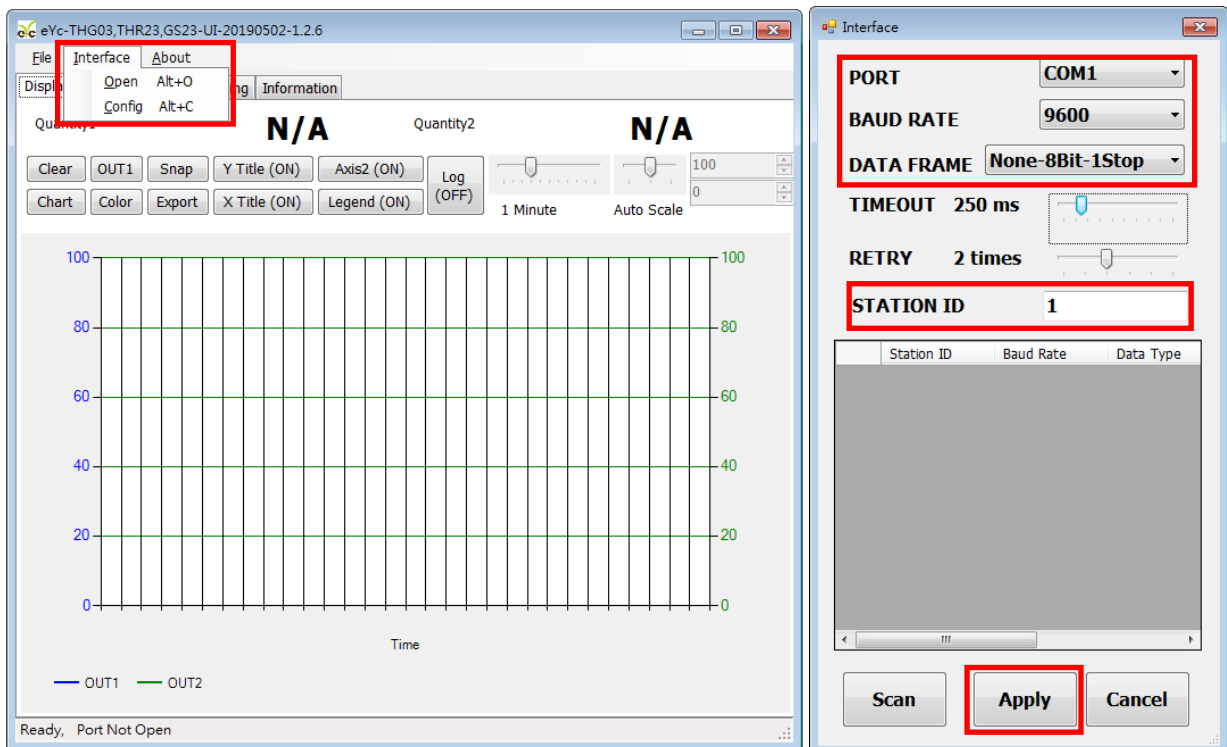 eYc-THG03,THR23,GS23-UI-20190502-1.2.6
File Interface About
Open Alt+O
Config Alt+C
Information
Quantity2
N/A
N/A
Clear OUT1 Snap Y Title (ON) Axis2 (ON) Log (OFF) 100
Chart Color Export X Title (ON) Legend (ON) 1 Minute Auto Scale 0
100 100
80 80
60 60
40 40
20 20
0 0
Time
OUT1 OUT2
Ready, Port Not Open
Interface
PORT COM1
BAUD RATE 9600
DATA FRAME None-8Bit-1Stop
TIMEOUT 250 ms
RETRY 2 times
STATION ID 1
Station ID Baud Rate Data Type
Scan Apply Cancel